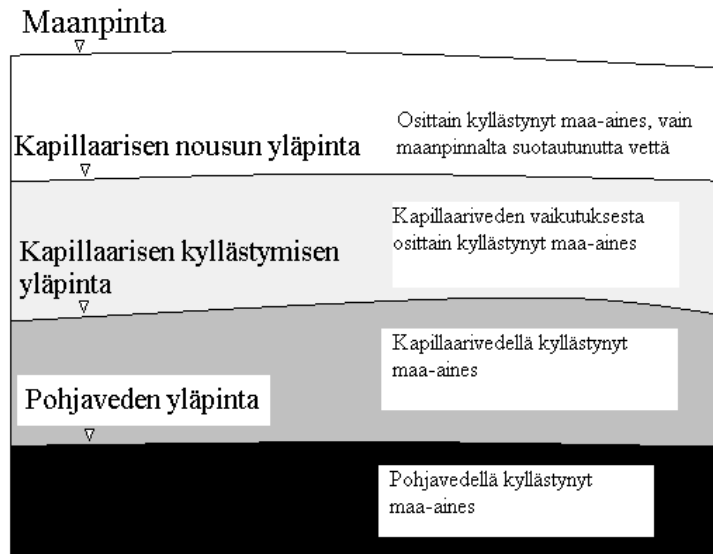 Maanpinta
Kapillaarisen nousun yläpinta
Osittain kyllästynyt maa-aines, vain
maanpinnalta suotautunutta vettä
Kapillaarisen kyllästymisen
yläpinta
Kapillaariveden vaikutuksesta
osittain kyllästynyt maa-aines
Pohjaveden yläpinta
Kapillaarivedellä kyllästynyt
maa-aines
Pohjavedellä kyllästynyt
maa-aines